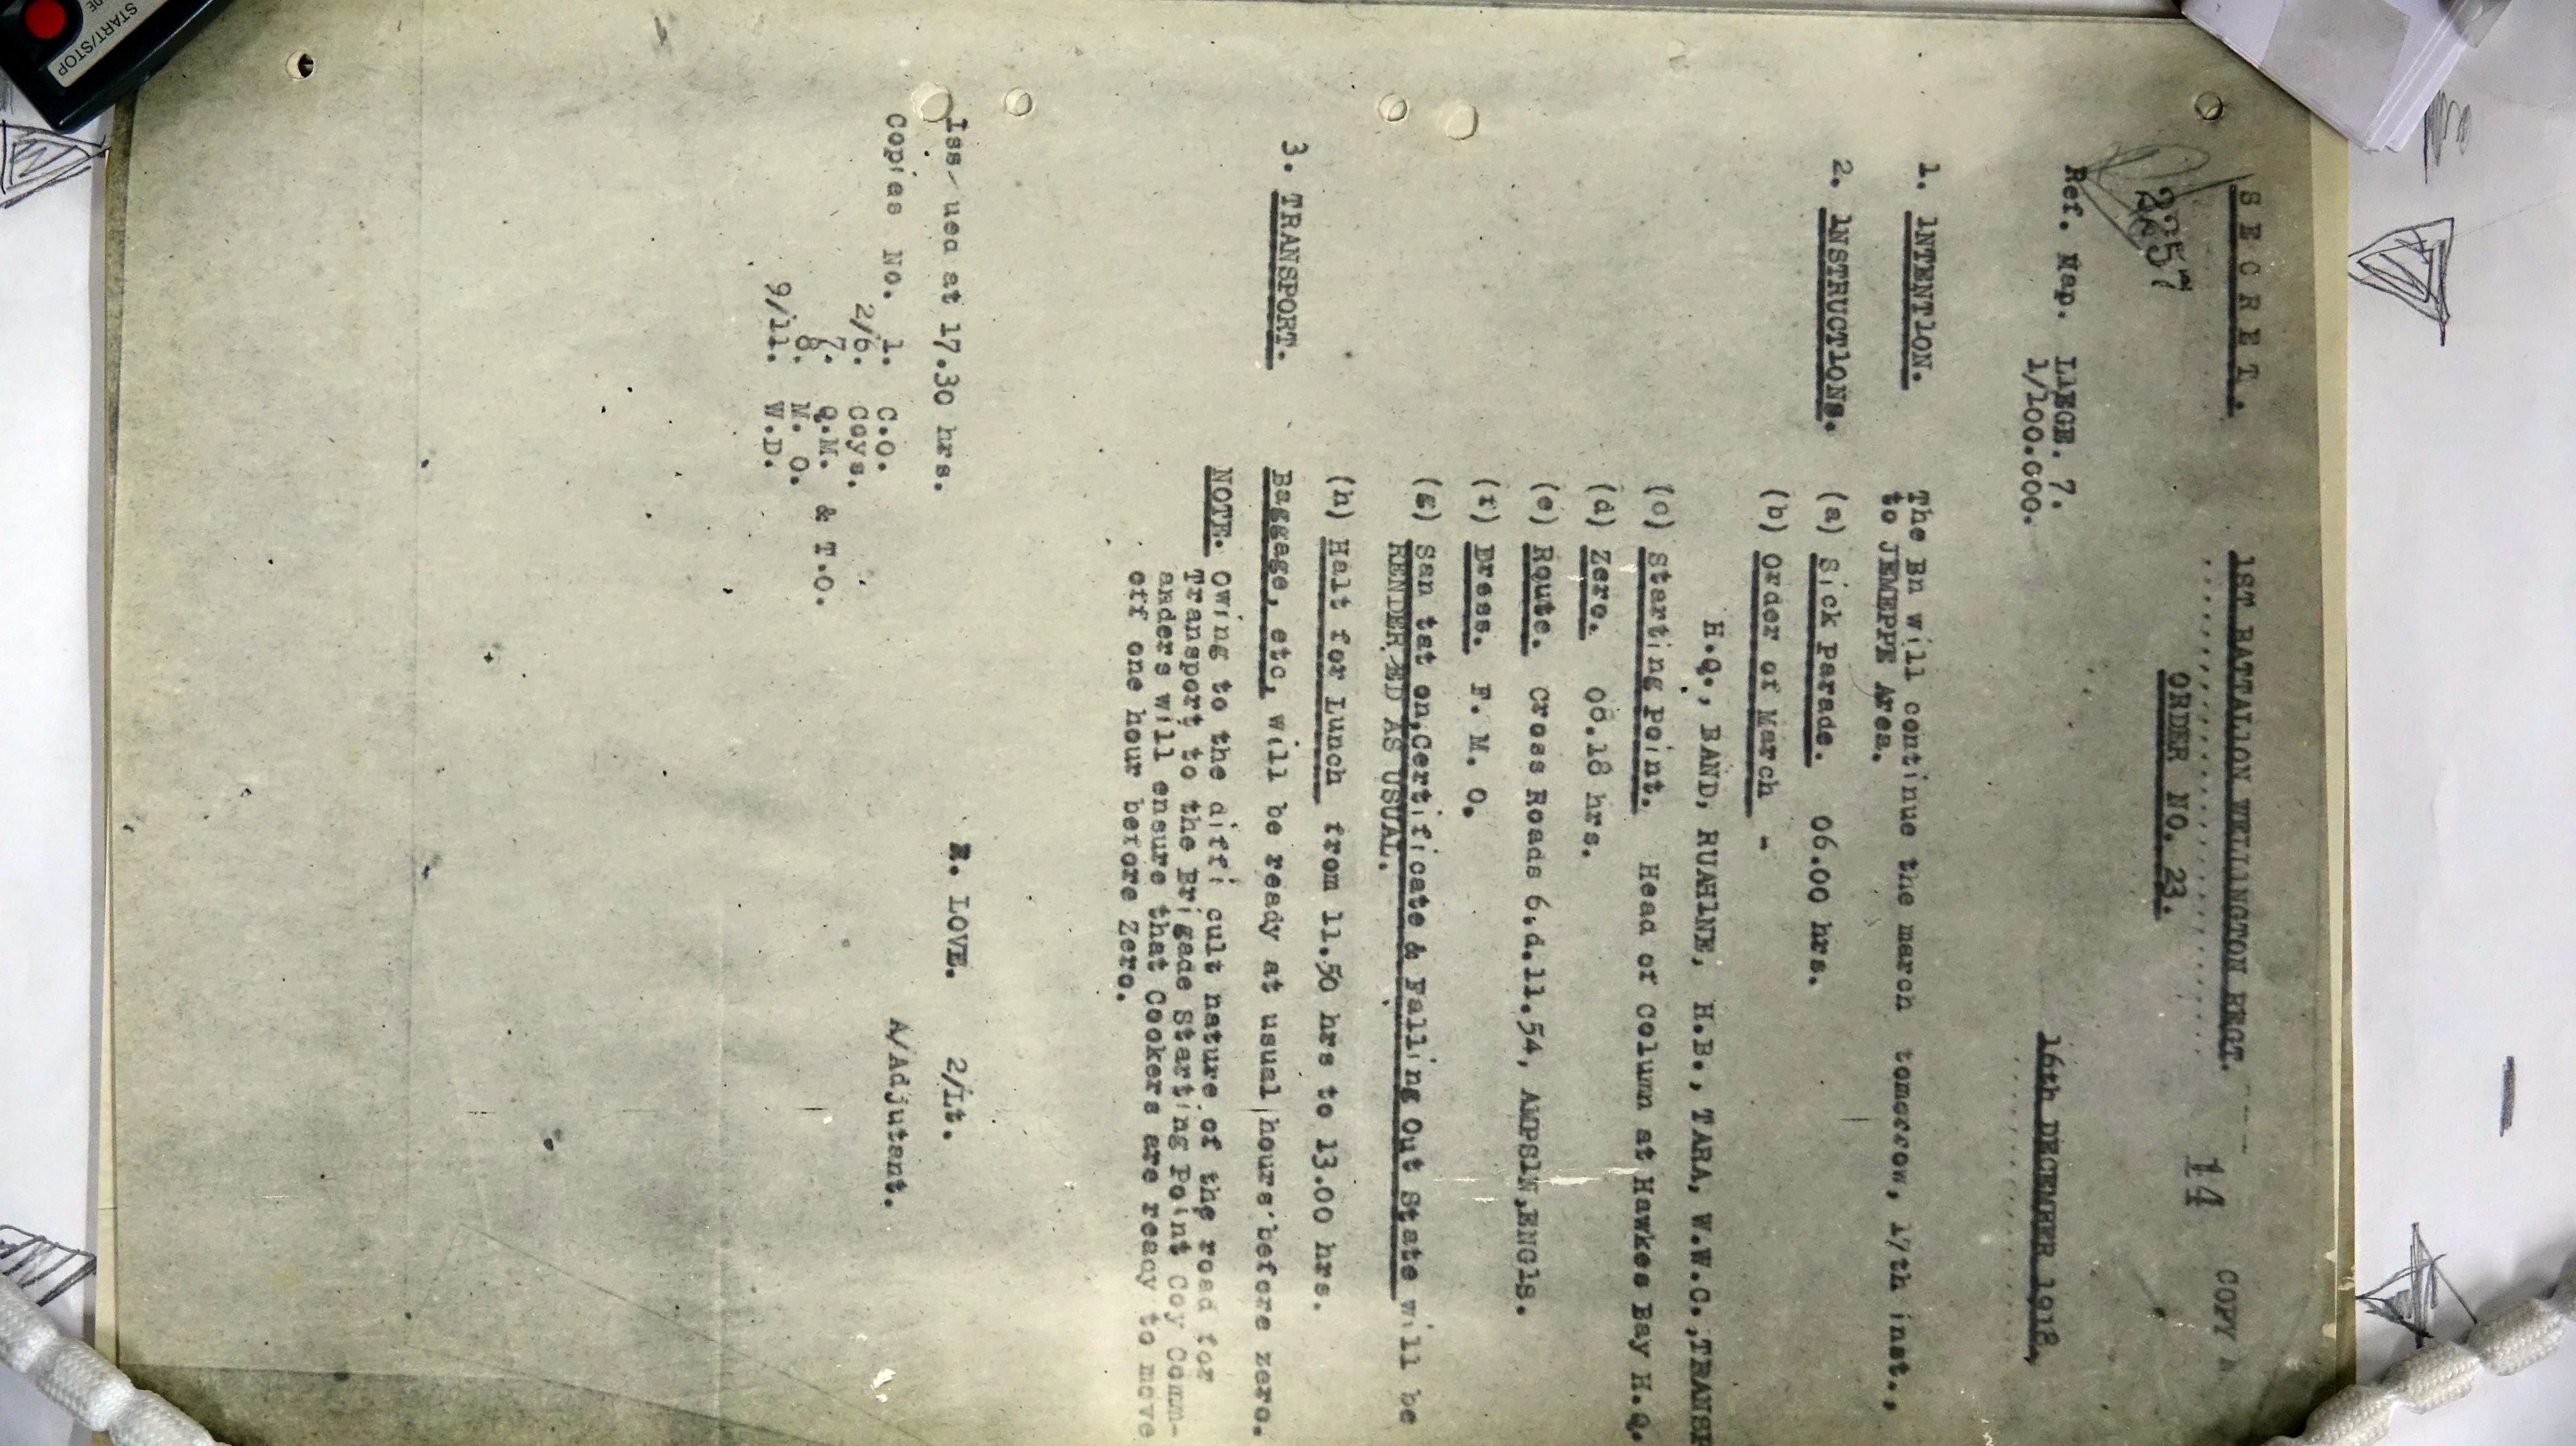 START/STOP
S E C R E T.
1ST BATTALION WELLINGTON REGT.
COPY
ORDER NO. 23.
14
2357
16th DECEMBER 1918.
Ref. Map. LIEGE. 7.
1/100.000.
1. INTENTION. The Bn will continue the march tomorrow, 17th inst.,
to JEMEPPE Area.
2. INSTRUCTIONS. (a) Sick Parade. 06.00 hrs.
(b) Order of March -
H.Q., BAND, RUAHINE, H.B., TARA, W.W.C.,TRANSP
(c) Starting Point. Head of Column at Hawkes Bay H.Q.
(d) Zero. 08.18 hrs.
(e) Route. Cross Roads 6.d.11.54, AMPSIN,ENGIS.
(f) Dress. F. M. O.
(g) San tat on,Certificate & Falling Out State will be
RENDERED AS USUAL.
(h) Halt for Lunch from 11.50 hrs to 13.00 hrs.
3. TRANSPORT. Baggage, etc, will be ready at usual hours before zero.
NOTE. Owing to the diffi cult nature of the road for
Transport to the Brigade Starting Point Coy Comm-
anders will ensure that Cookers are ready to move
off one hour before Zero.
Iss ued at 17.30 hrs.
LOVE. 2/Lt.
A/Adjutant.
Copies No. 1. C.O.
2/6. Coys.
7. Q.M. & T.O.
8. M. O.
9/11. W.D.